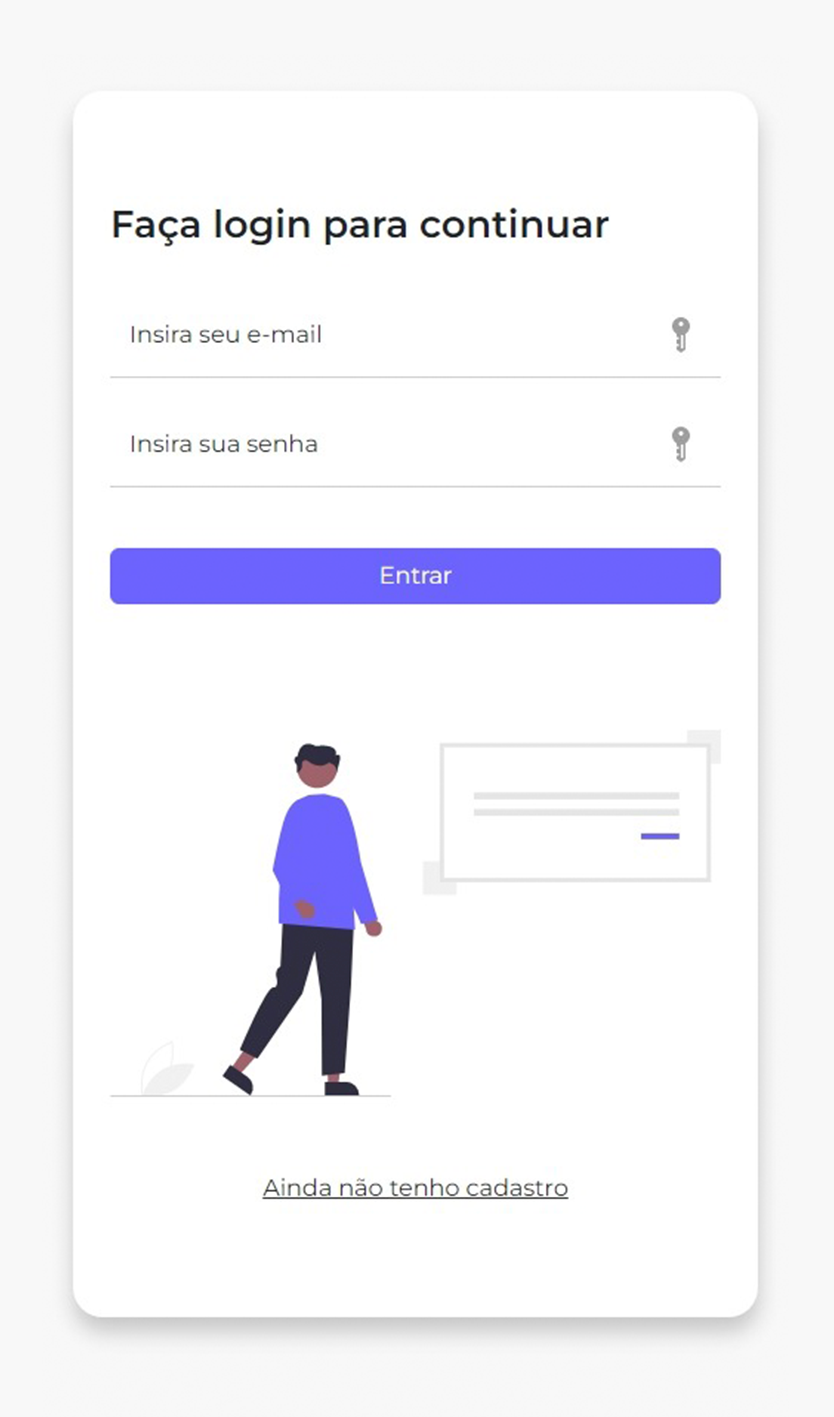 Faça login para continuar
Insira seu e-mail
Insira sua senha
Entrar
Ainda não tenho cadastro